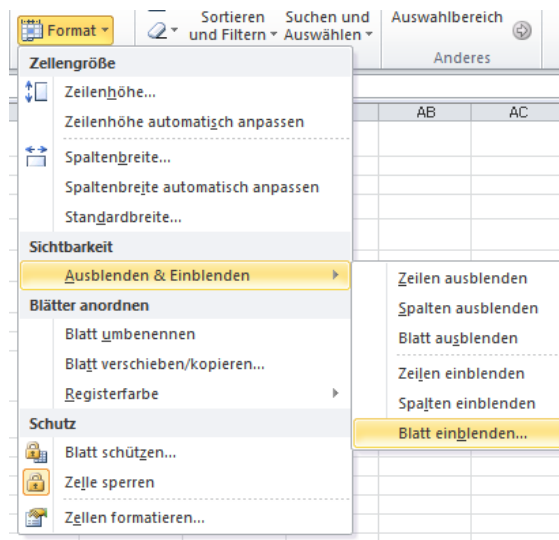 Format
Sortieren und Filtern
Suchen und Auswählen
Auswahlbereich
Anderes
Zellengröße
Zeilenhöhe...
Zeilenhöhe automatisch anpassen
Spaltenbreite...
Spaltenbreite automatisch anpassen
Standardbreite...
Sichtbarkeit
Ausblenden & Einblenden
Blätter anordnen
Blatt umbenennen
Blatt verschieben/kopieren...
Registerfarbe
Schutz
Blatt schützen...
Zelle sperren
Zellen formatieren...
AB AC
Zeilen ausblenden
Spalten ausblenden
Blatt ausblenden
Zeilen einblenden
Spalten einblenden
Blatt einblenden...